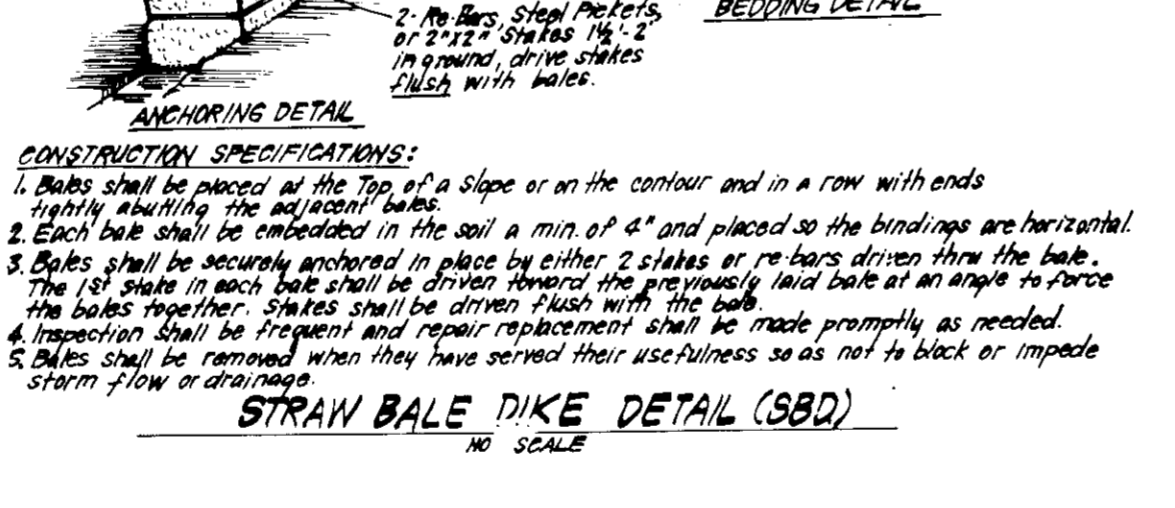 2- Re-Bars, Steel Pickets,
or 2"x2" Stakes 1½'-2'
in ground, drive stakes
flush with bales.
BEDDING DETAIL
ANCHORING DETAIL
CONSTRUCTION SPECIFICATIONS:
1. Bales shall be placed at the Top of a Slope or on the contour and in a row with ends
tightly abutting the adjacent bales.
2. Each bale shall be embedded in the soil a min. of 4" and placed so the bindings are horizontal.
3. Bales shall be securely anchored in place by either 2 stakes or re-bars driven thru the bale.
The 1st stake in each bale shall be driven toward the previously laid bale at an angle to force
the bales together. Stakes shall be driven flush with the bale.
4. Inspection shall be frequent and repair replacement shall be made promptly as needed.
5. Bales shall be removed when they have served their usefulness so as not to block or impede
storm flow or drainage.
STRAW BALE DIKE DETAIL (SBD)
NO SCALE